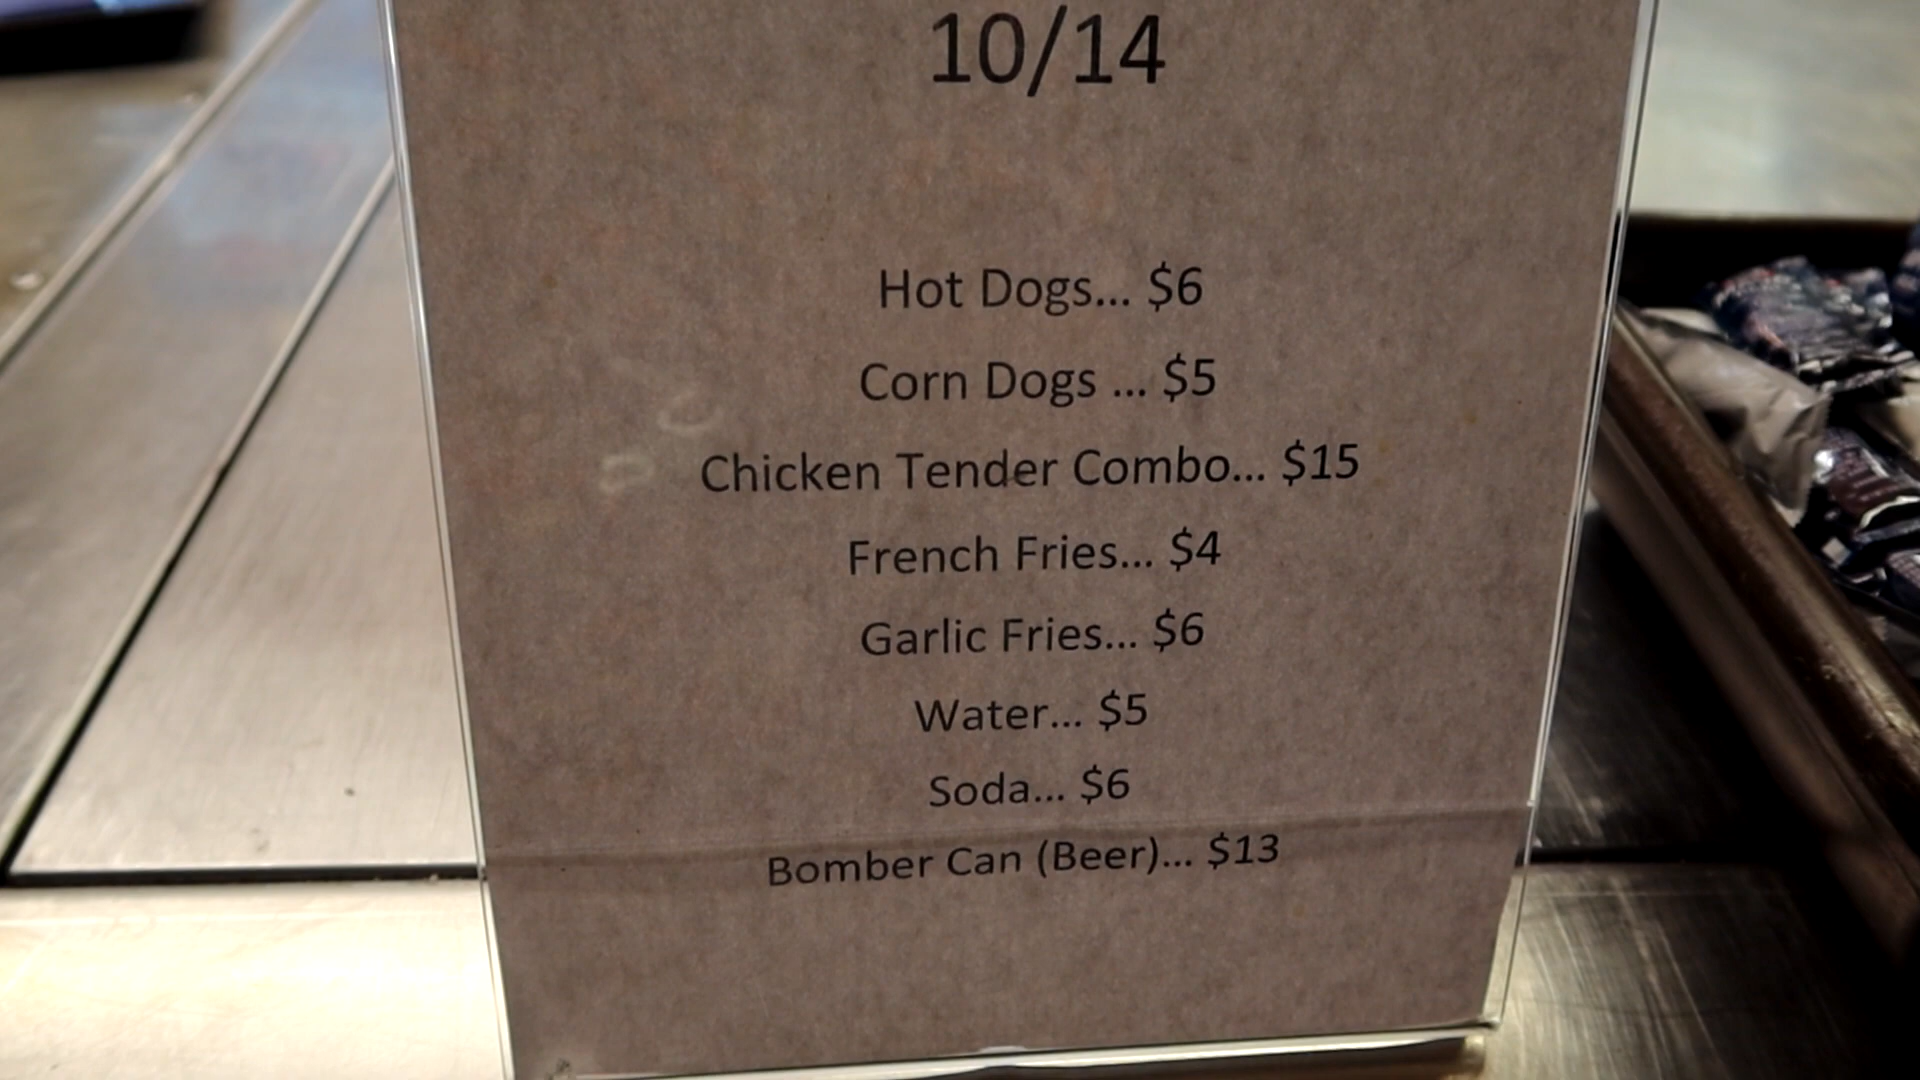 10/14
Hot Dogs... $6
Corn Dogs ... $5
Chicken Tender Combo... $15
French Fries... $4
Garlic Fries... $6
Water... $5
Soda... $6
Bomber Can (Beer)... $13